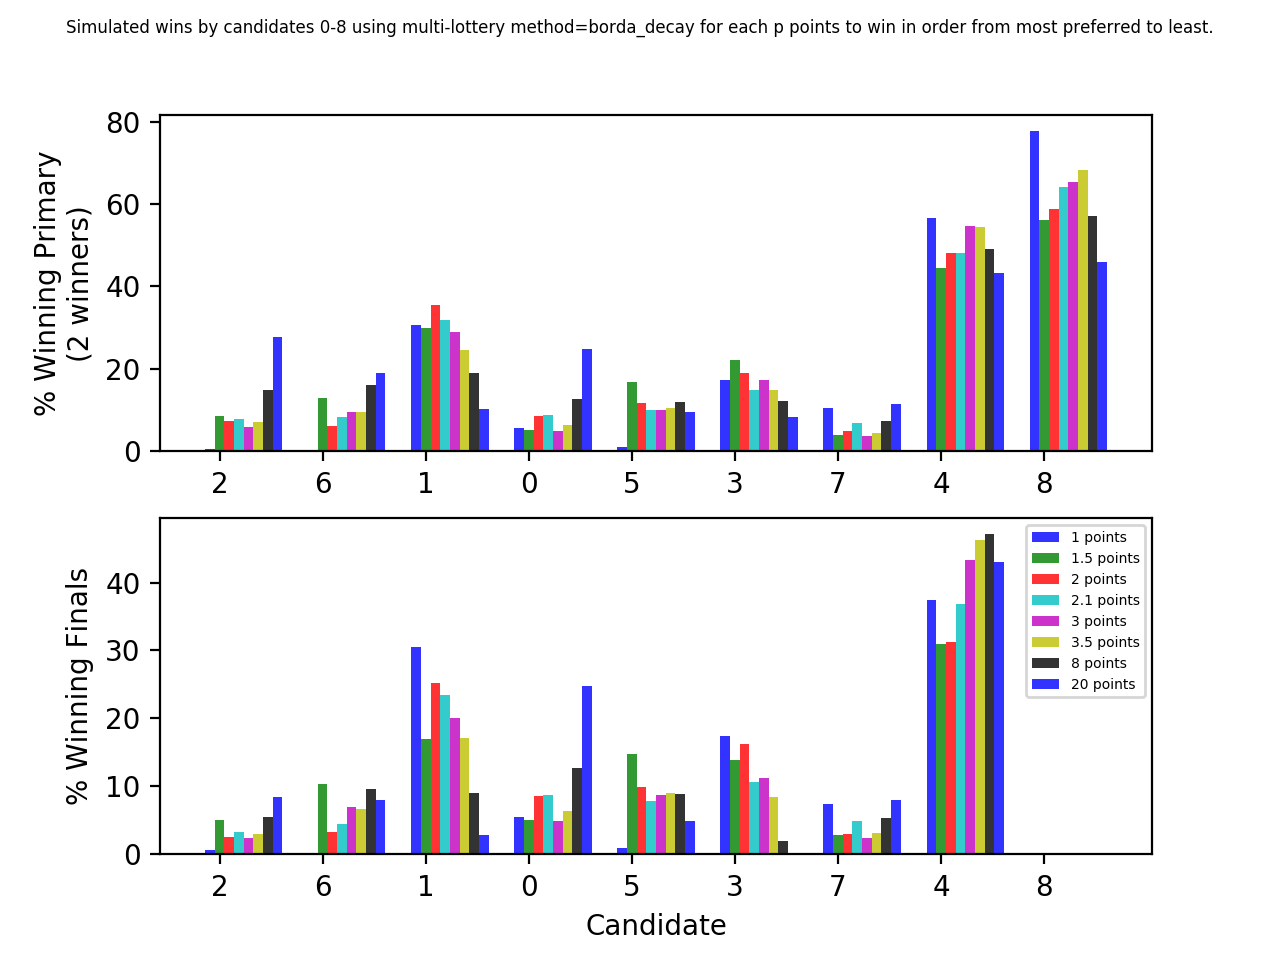 Simulated wins by candidates 0-8 using multi-lottery method=borda_decay for each p points to win in order from most preferred to least.
% Winning Primary
(2 winners)
80
60
40
20
0
2 6 1 0 5 3 7 4 8
% Winning Finals
40
30
20
10
0
1 points
1.5 points
2 points
2.1 points
3 points
3.5 points
8 points
20 points
2 6 1 0 5 3 7 4 8
Candidate